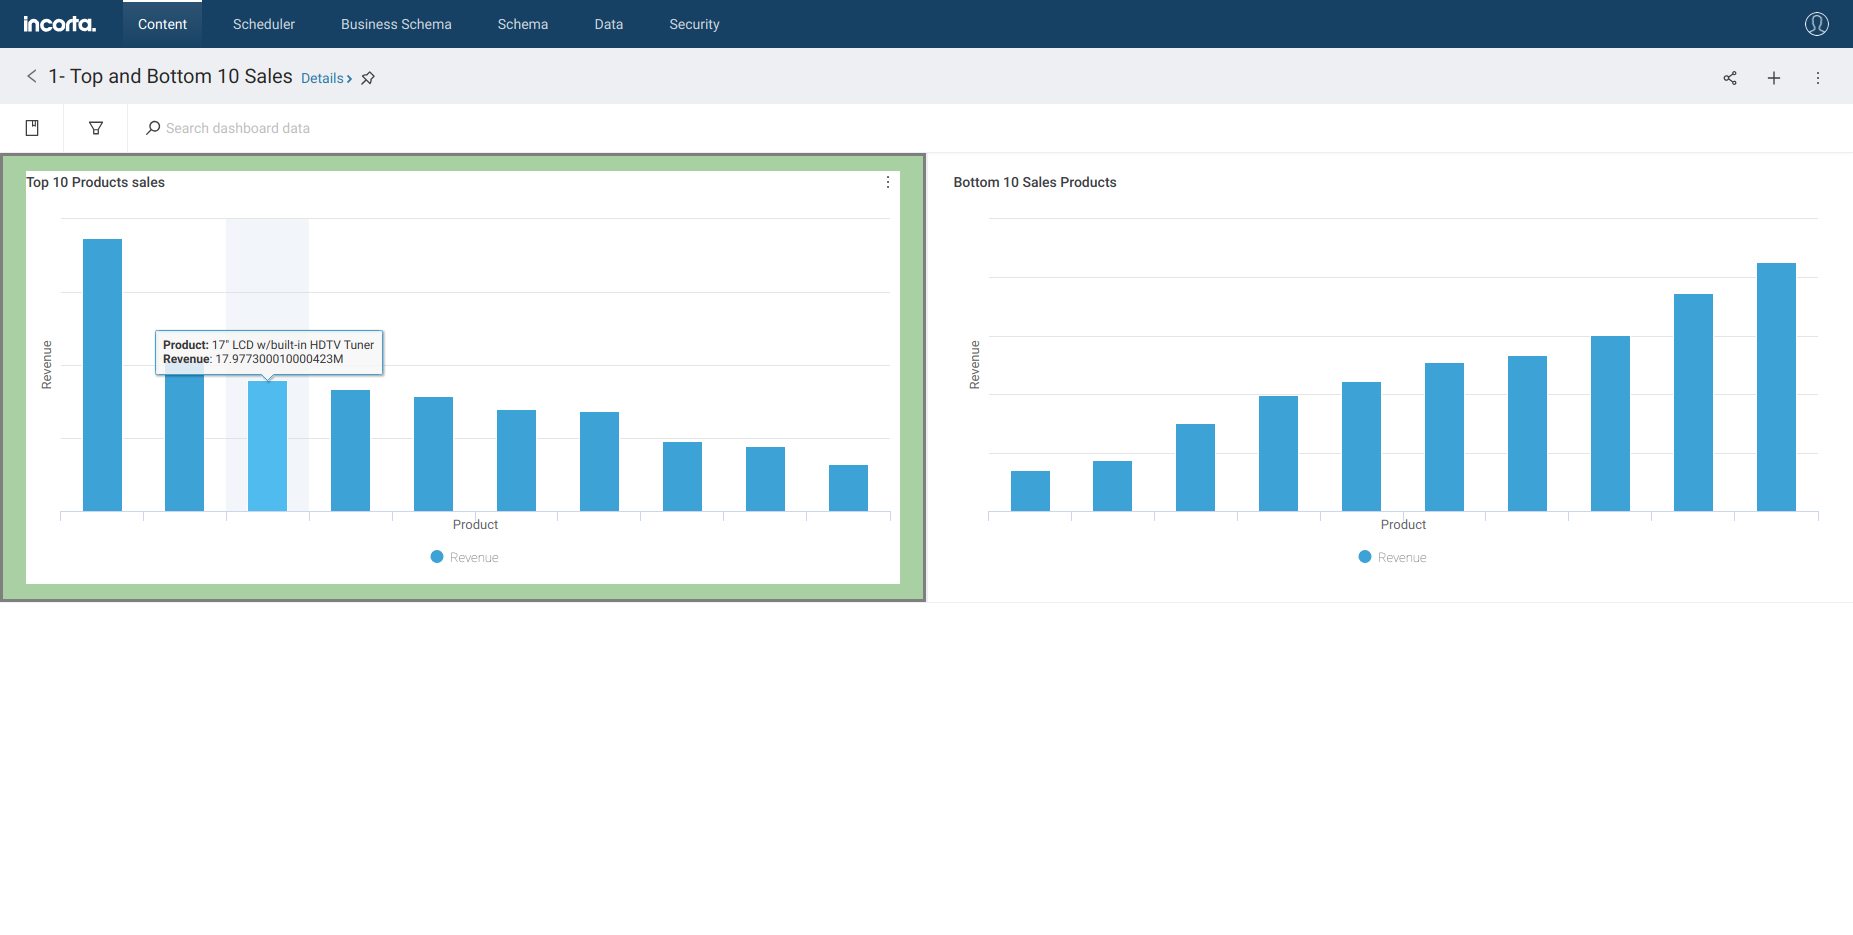 incorta.
Content
Scheduler
Business Schema
Schema
Data
Security
1- Top and Bottom 10 Sales
Details
Search dashboard data
Top 10 Products sales
Revenue
Product: 17" LCD w/built-in HDTV Tuner
Revenue: 17.977300010000423M
Product
Revenue
Bottom 10 Sales Products
Revenue
Product
Revenue